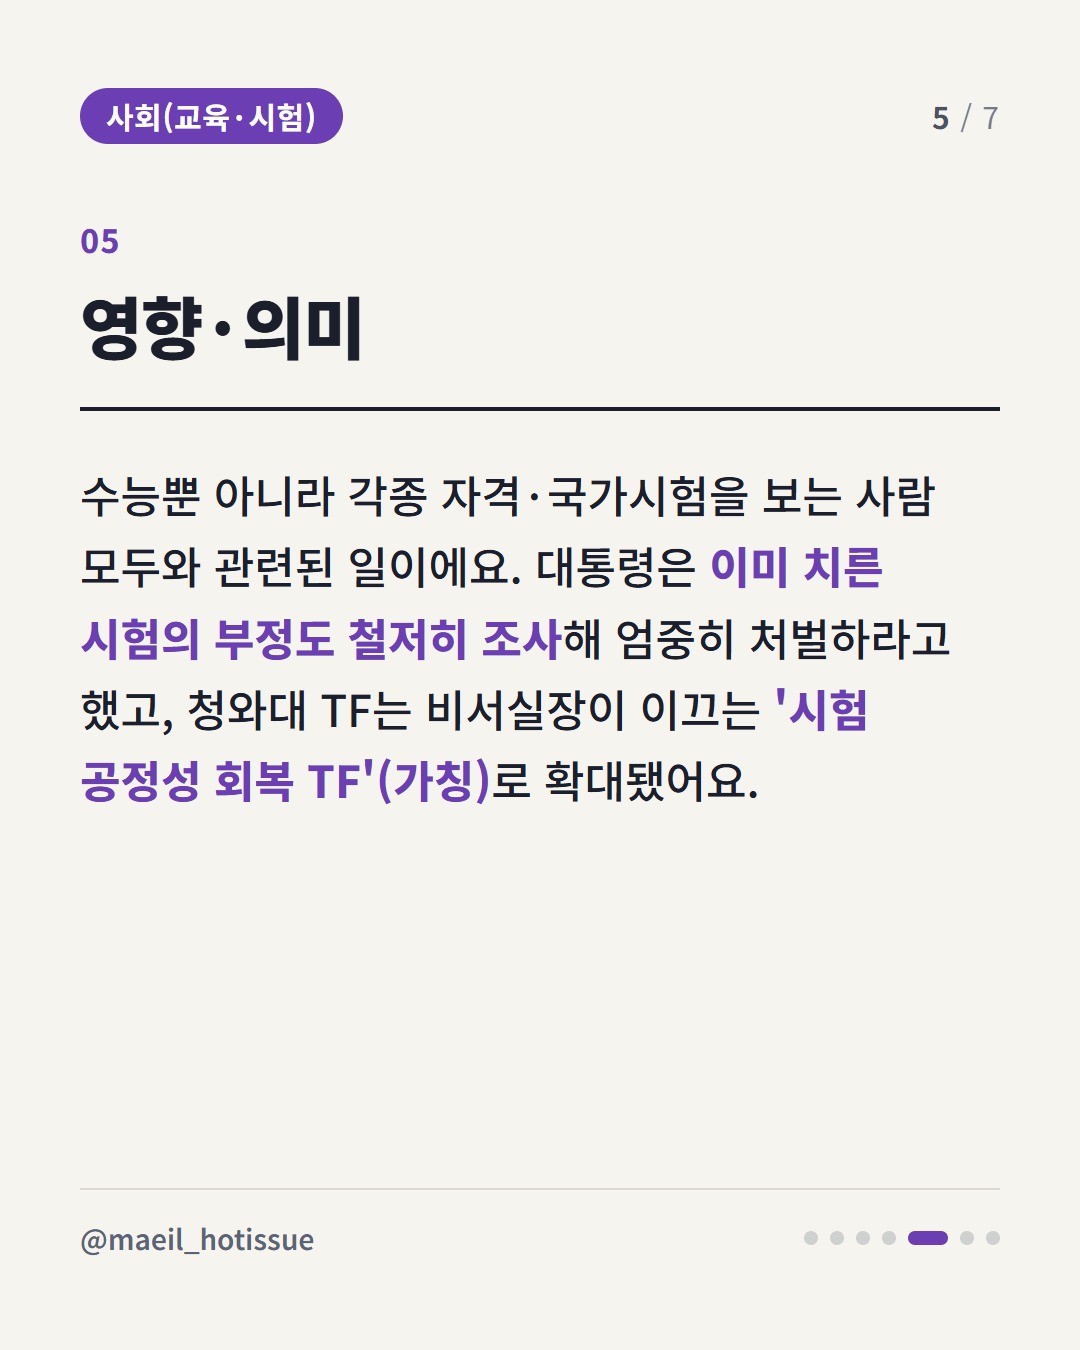 사회(교육·시험)
5 / 7
05
영향·의미
수능뿐 아니라 각종 자격·국가시험을 보는 사람
모두와 관련된 일이에요. 대통령은 이미 치른
시험의 부정도 철저히 조사해 엄중히 처벌하라고
했고, 청와대 TF는 비서실장이 이끄는 '시험
공정성 회복 TF'(가칭)로 확대됐어요.
@maeil_hotissue